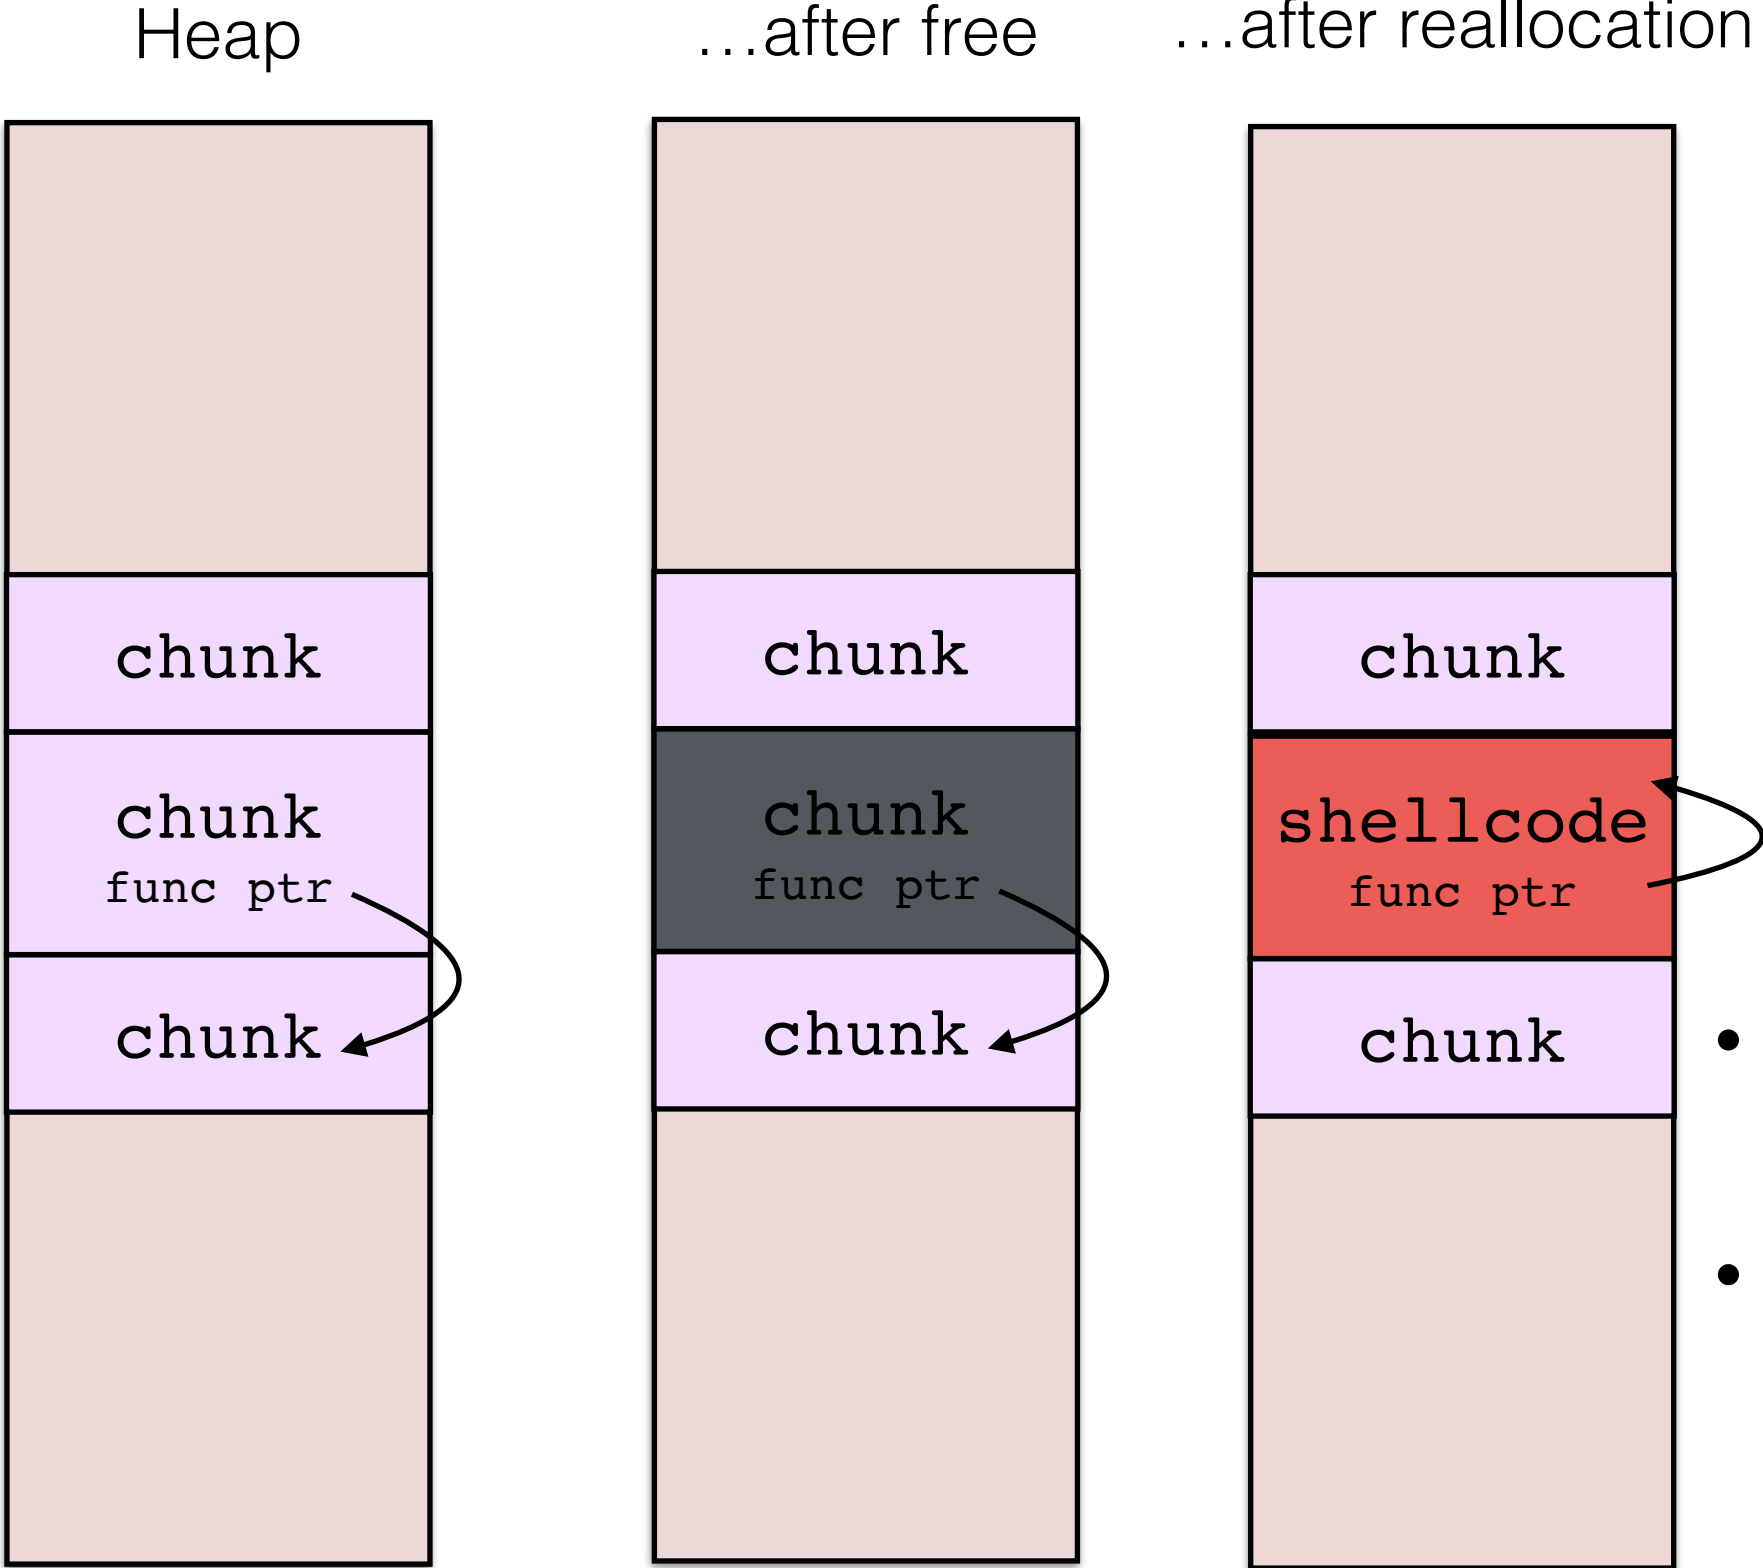 Heap
chunk
chunk
func ptr
chunk
...after free
chunk
chunk
func ptr
chunk
...after reallocation
chunk
shellcode
func ptr
chunk
•
•